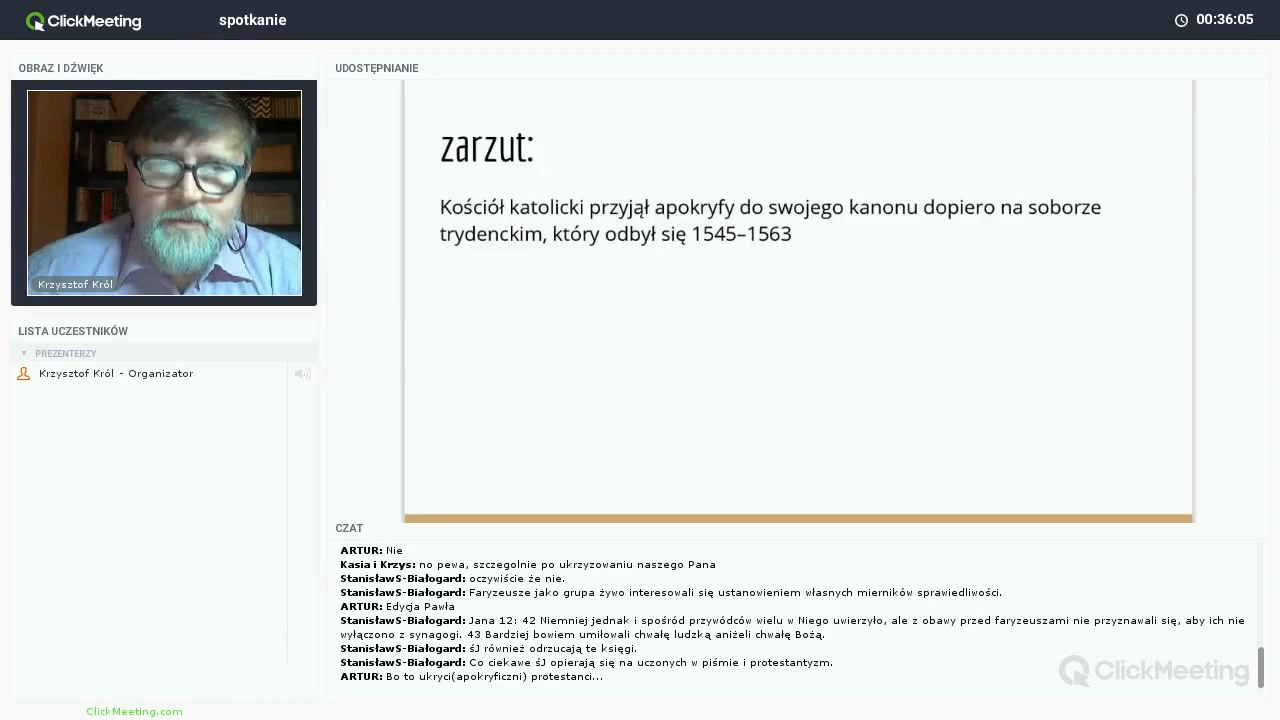 ClickMeeting
spotkanie
00:36:05
OBRAZ I DŹWIĘK
Krzysztof Król
LISTA UCZESTNIKÓW
PREZENTERZY
Krzysztof Król - Organizator
UDOSTĘPNIANIE
zarzut:
Kościół katolicki przyjął apokryfy do swojego kanonu dopiero na soborze
trydenckim, który odbył się 1545–1563
CZAT
ARTUR: Nie
Kasia i Krzys: no pewa, szczegolnie po ukrzyzowaniu naszego Pana
StanisławS-Białogard: oczywiście że nie.
StanisławS-Białogard: Faryzeusze jako grupa żywo interesowali się ustanowieniem własnych mierników sprawiedliwości.
ARTUR: Edycja Pawła
StanisławS-Białogard: Jana 12: 42 Niemniej jednak i spośród przywódców wielu w Niego uwierzyło, ale z obawy przed faryzeuszami nie przyznawali się, aby ich nie
wyłączono z synagogi. 43 Bardziej bowiem umiłowali chwałę ludzką aniżeli chwałę Bożą.
StanisławS-Białogard: śJ również odrzucają te księgi.
StanisławS-Białogard: Co ciekawe śJ opierają się na uczonych w piśmie i protestantyzm.
ARTUR: Bo to ukryci(apokryficzni) protestanci...
ClickMeeting
ClickMeeting.com